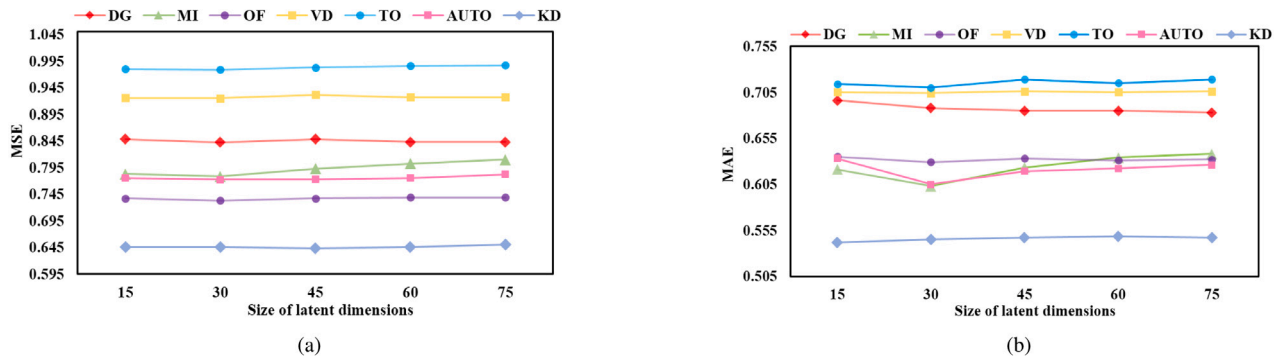 DG MI OF VD TO AUTO KD
1.045
0.995
0.945
0.895
0.845
0.795
0.745
0.695
0.645
0.595
MSE
15 30 45 60 75
Size of latent dimensions
(a)
DG MI OF VD TO AUTO KD
0.755
0.705
0.655
0.605
0.555
0.505
MAE
15 30 45 60 75
Size of latent dimensions
(b)